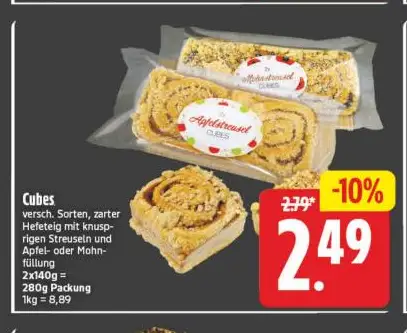 Mohnstreusel
CUBES
Apfelstreusel
CUBES
Cubes
versch. Sorten, zarter
Hefeteig mit knusp-
rigen Streuseln und
Apfel- oder Mohn-
füllung
2x140g =
280g Packung
1kg = 8,89
-10%
2.79*
2.49